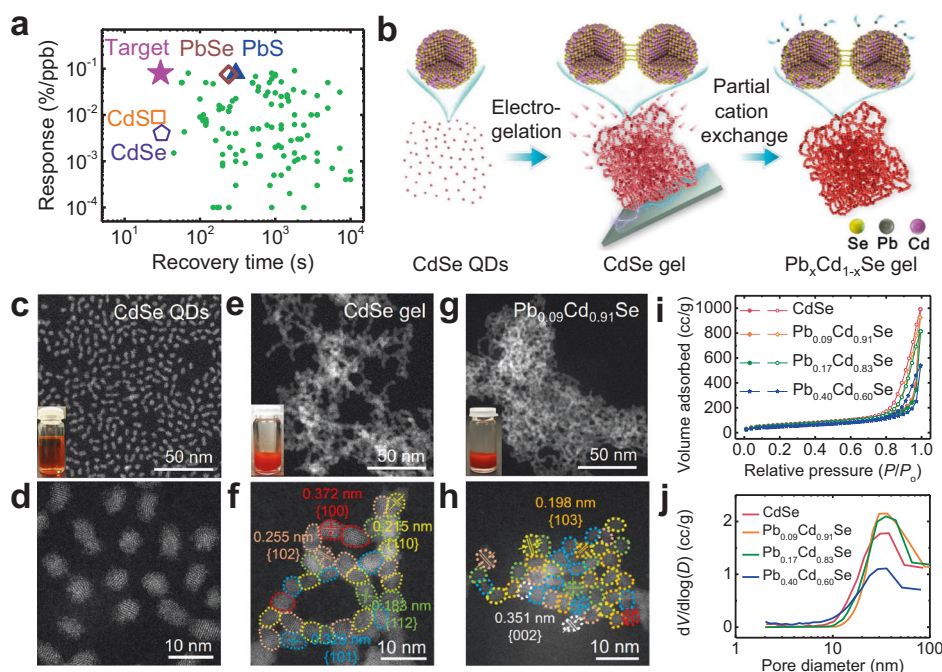 a
Target
PbSe
PbS
CdS
CdSe
Response (%/ppb)
10⁻¹
10⁻²
10⁻³
10⁻⁴
10¹
10²
10³
10⁴
Recovery time (s)
b
Electro-
gelation
Partial
cation
exchange
Se
Pb
Cd
CdSe QDs
CdSe gel
PbₓCd₁₋ₓSe gel
c
CdSe QDs
50 nm
e
CdSe gel
50 nm
g
Pb₀.₀₉Cd₀.₉₁Se
50 nm
d
10 nm
f
0.372 nm
{100}
0.215 nm
{110}
0.255 nm
{102}
0.183 nm
{112}
{101}
10 nm
h
0.198 nm
{103}
0.351 nm
{002}
10 nm
i
CdSe
Pb₀.₀₉Cd₀.₉₁Se
Pb₀.₁₇Cd₀.₈₃Se
Pb₀.₄₀Cd₀.₆₀Se
Volume adsorbed (cc/g)
1000
800
600
400
200
0.0
0.2
0.4
0.6
0.8
1.0
Relative pressure (P/Pₒ)
j
CdSe
Pb₀.₀₉Cd₀.₉₁Se
Pb₀.₁₇Cd₀.₈₃Se
Pb₀.₄₀Cd₀.₆₀Se
dV/dlog(D) (cc/g)
2
1
0
1
10
100
Pore diameter (nm)